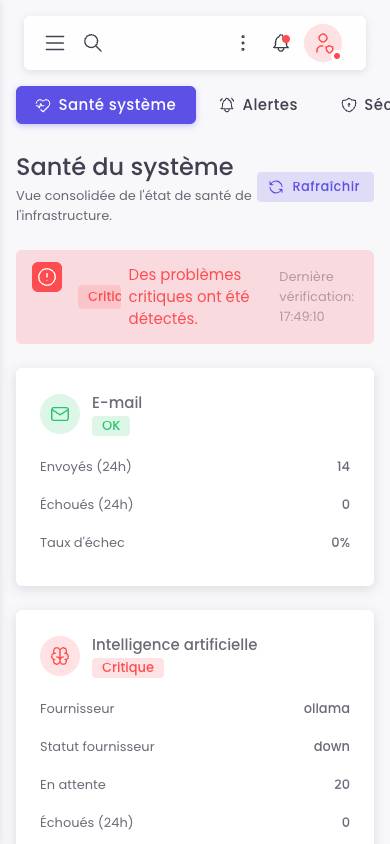 Santé système
Alertes
Séc
Santé du système
Vue consolidée de l'état de santé de
l'infrastructure.
Rafraîchir
Critic
Des problèmes
critiques ont été
détectés.
Dernière
vérification:
17:49:10
E-mail
OK
Envoyés (24h) 14
Échoués (24h) 0
Taux d'échec 0%
Intelligence artificielle
Critique
Fournisseur ollama
Statut fournisseur down
En attente 20
Échoués (24h) 0